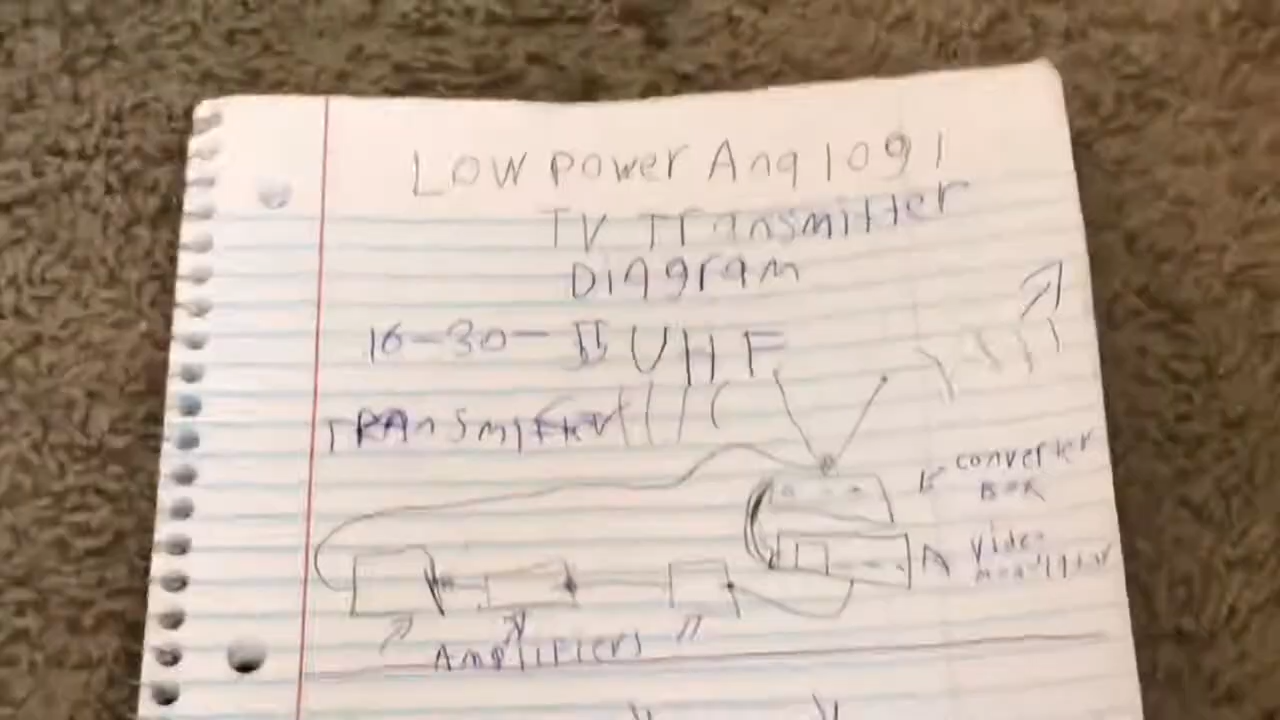 Low power Analog
TV Transmitter
Diagram
16-30- UHF
TRAnsmitter
converter
Box
Video
Amplifiers